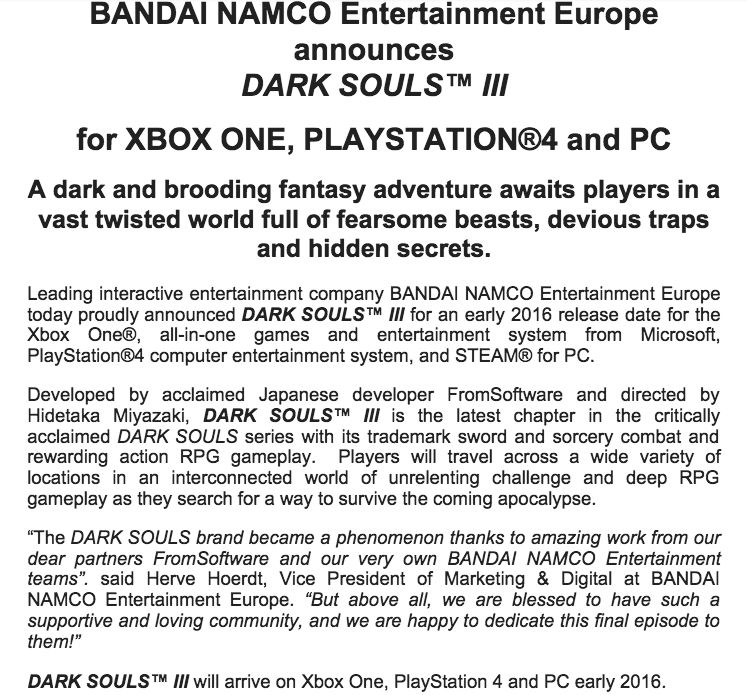 BANDAI NAMCO Entertainment Europe
announces
DARK SOULS™ III
for XBOX ONE, PLAYSTATION®4 and PC
A dark and brooding fantasy adventure awaits players in a
vast twisted world full of fearsome beasts, devious traps
and hidden secrets.
Leading interactive entertainment company BANDAI NAMCO Entertainment Europe
today proudly announced DARK SOULS™ III for an early 2016 release date for the
Xbox One®, all-in-one games and entertainment system from Microsoft,
PlayStation®4 computer entertainment system, and STEAM® for PC.
Developed by acclaimed Japanese developer FromSoftware and directed by
Hidetaka Miyazaki, DARK SOULS™ III is the latest chapter in the critically
acclaimed DARK SOULS series with its trademark sword and sorcery combat and
rewarding action RPG gameplay. Players will travel across a wide variety of
locations in an interconnected world of unrelenting challenge and deep RPG
gameplay as they search for a way to survive the coming apocalypse.
“The DARK SOULS brand became a phenomenon thanks to amazing work from our
dear partners FromSoftware and our very own BANDAI NAMCO Entertainment
teams”. said Herve Hoerdt, Vice President of Marketing & Digital at BANDAI
NAMCO Entertainment Europe. “But above all, we are blessed to have such a
supportive and loving community, and we are happy to dedicate this final episode to
them!”
DARK SOULS™ III will arrive on Xbox One, PlayStation 4 and PC early 2016.